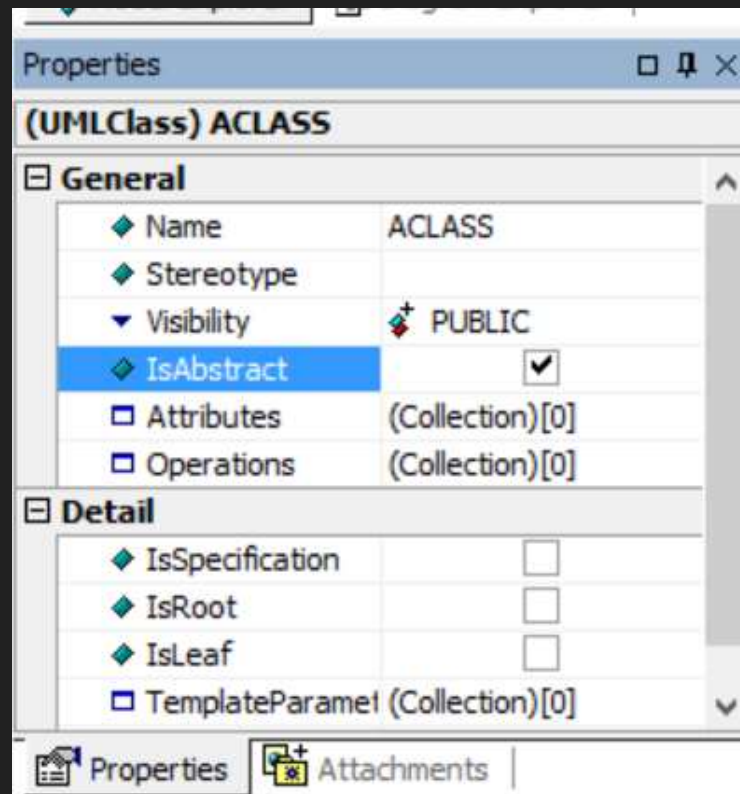 Properties
(UMLClass) ACLASS
General
Name ACLASS
Stereotype
Visibility PUBLIC
IsAbstract
Attributes (Collection)[0]
Operations (Collection)[0]
Detail
IsSpecification
IsRoot
IsLeaf
TemplateParamet (Collection)[0]
Properties Attachments